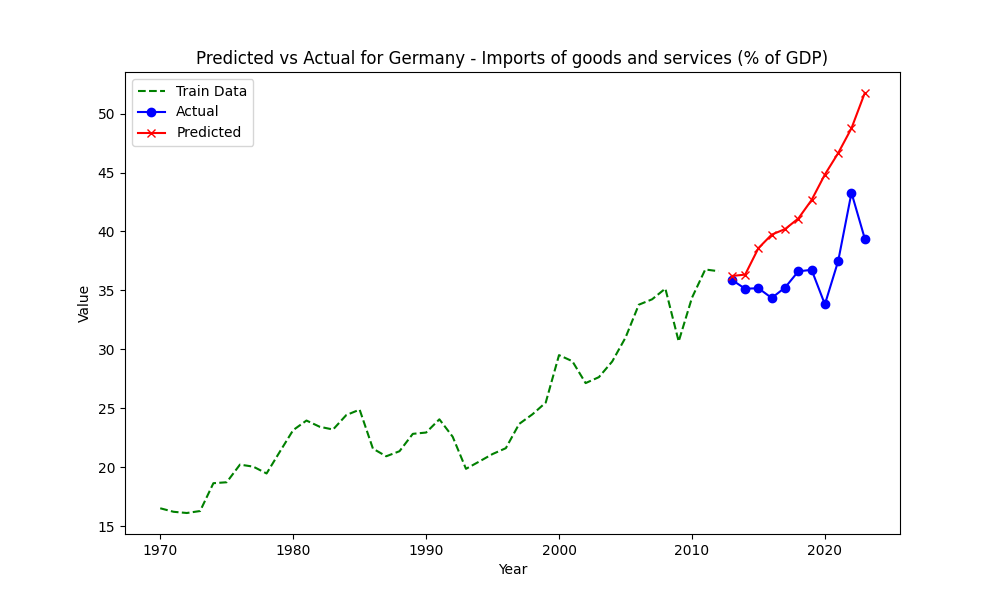 Predicted vs Actual for Germany - Imports of goods and services (% of GDP)
Train Data
Actual
Predicted
50
45
40
35
30
25
20
15
Value
1970 1980 1990 2000 2010 2020
Year